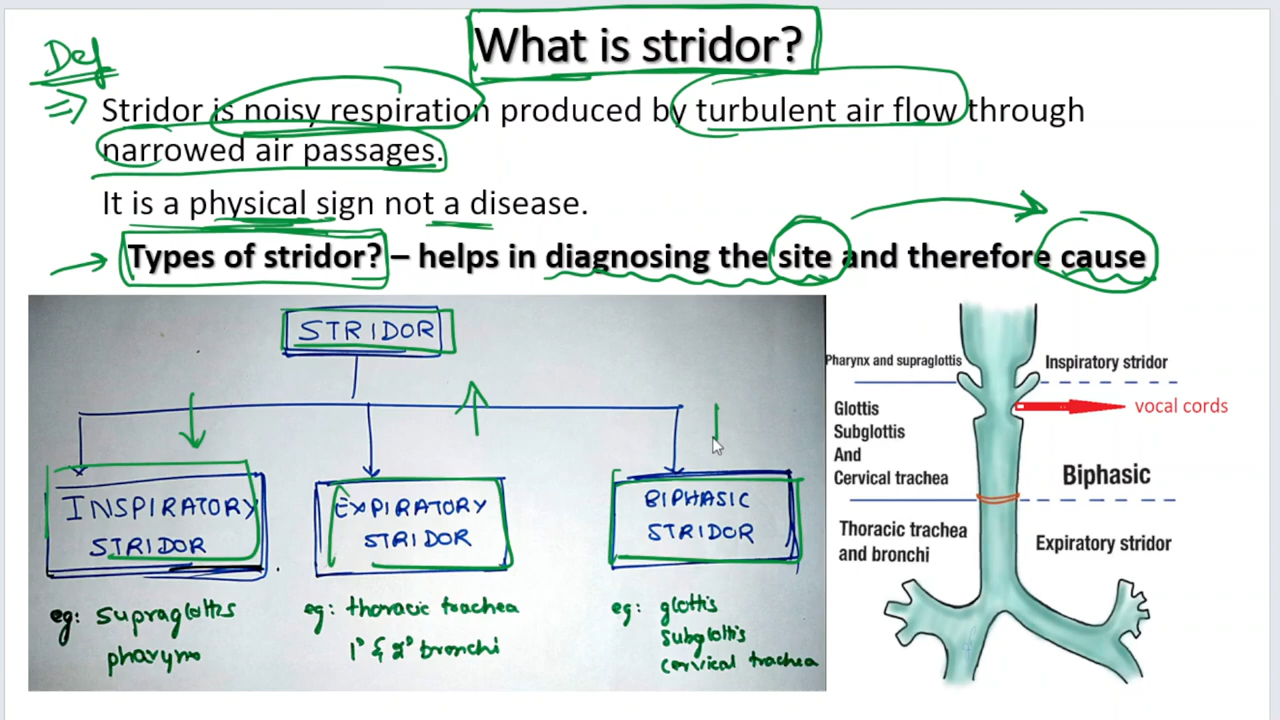 What is stridor?
Def
⇒ Stridor is noisy respiration produced by turbulent air flow through
narrowed air passages.
It is a physical sign not a disease.
→ Types of stridor? – helps in diagnosing the site and therefore cause
STRIDOR
INSPIRATORY
STRIDOR
eg: supraglottis
pharynx
EXPIRATORY
STRIDOR
eg: thoracic trachea
1° & 2° bronchi
BIPHASIC
STRIDOR
eg: glottis
subglottis
cervical trachea
Pharynx and supraglottis
Inspiratory stridor
vocal cords
Glottis
Subglottis
And
Cervical trachea
Biphasic
Thoracic trachea
and bronchi
Expiratory stridor